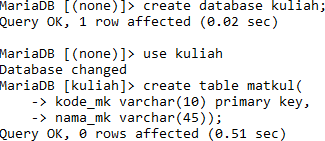 MariaDB [(none)]> create database kuliah;
Query OK, 1 row affected (0.02 sec)
MariaDB [(none)]> use kuliah
Database changed
MariaDB [kuliah]> create table matkul(
    -> kode_mk varchar(10) primary key,
    -> nama_mk varchar(45));
Query OK, 0 rows affected (0.51 sec)